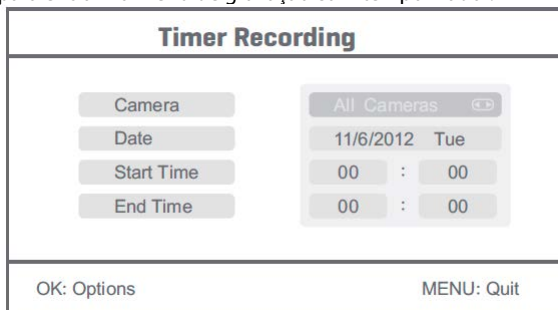 Timer Recording
Camera All Cameras
Date 11/6/2012 Tue
Start Time 00 : 00
End Time 00 : 00
OK: Options MENU: Quit